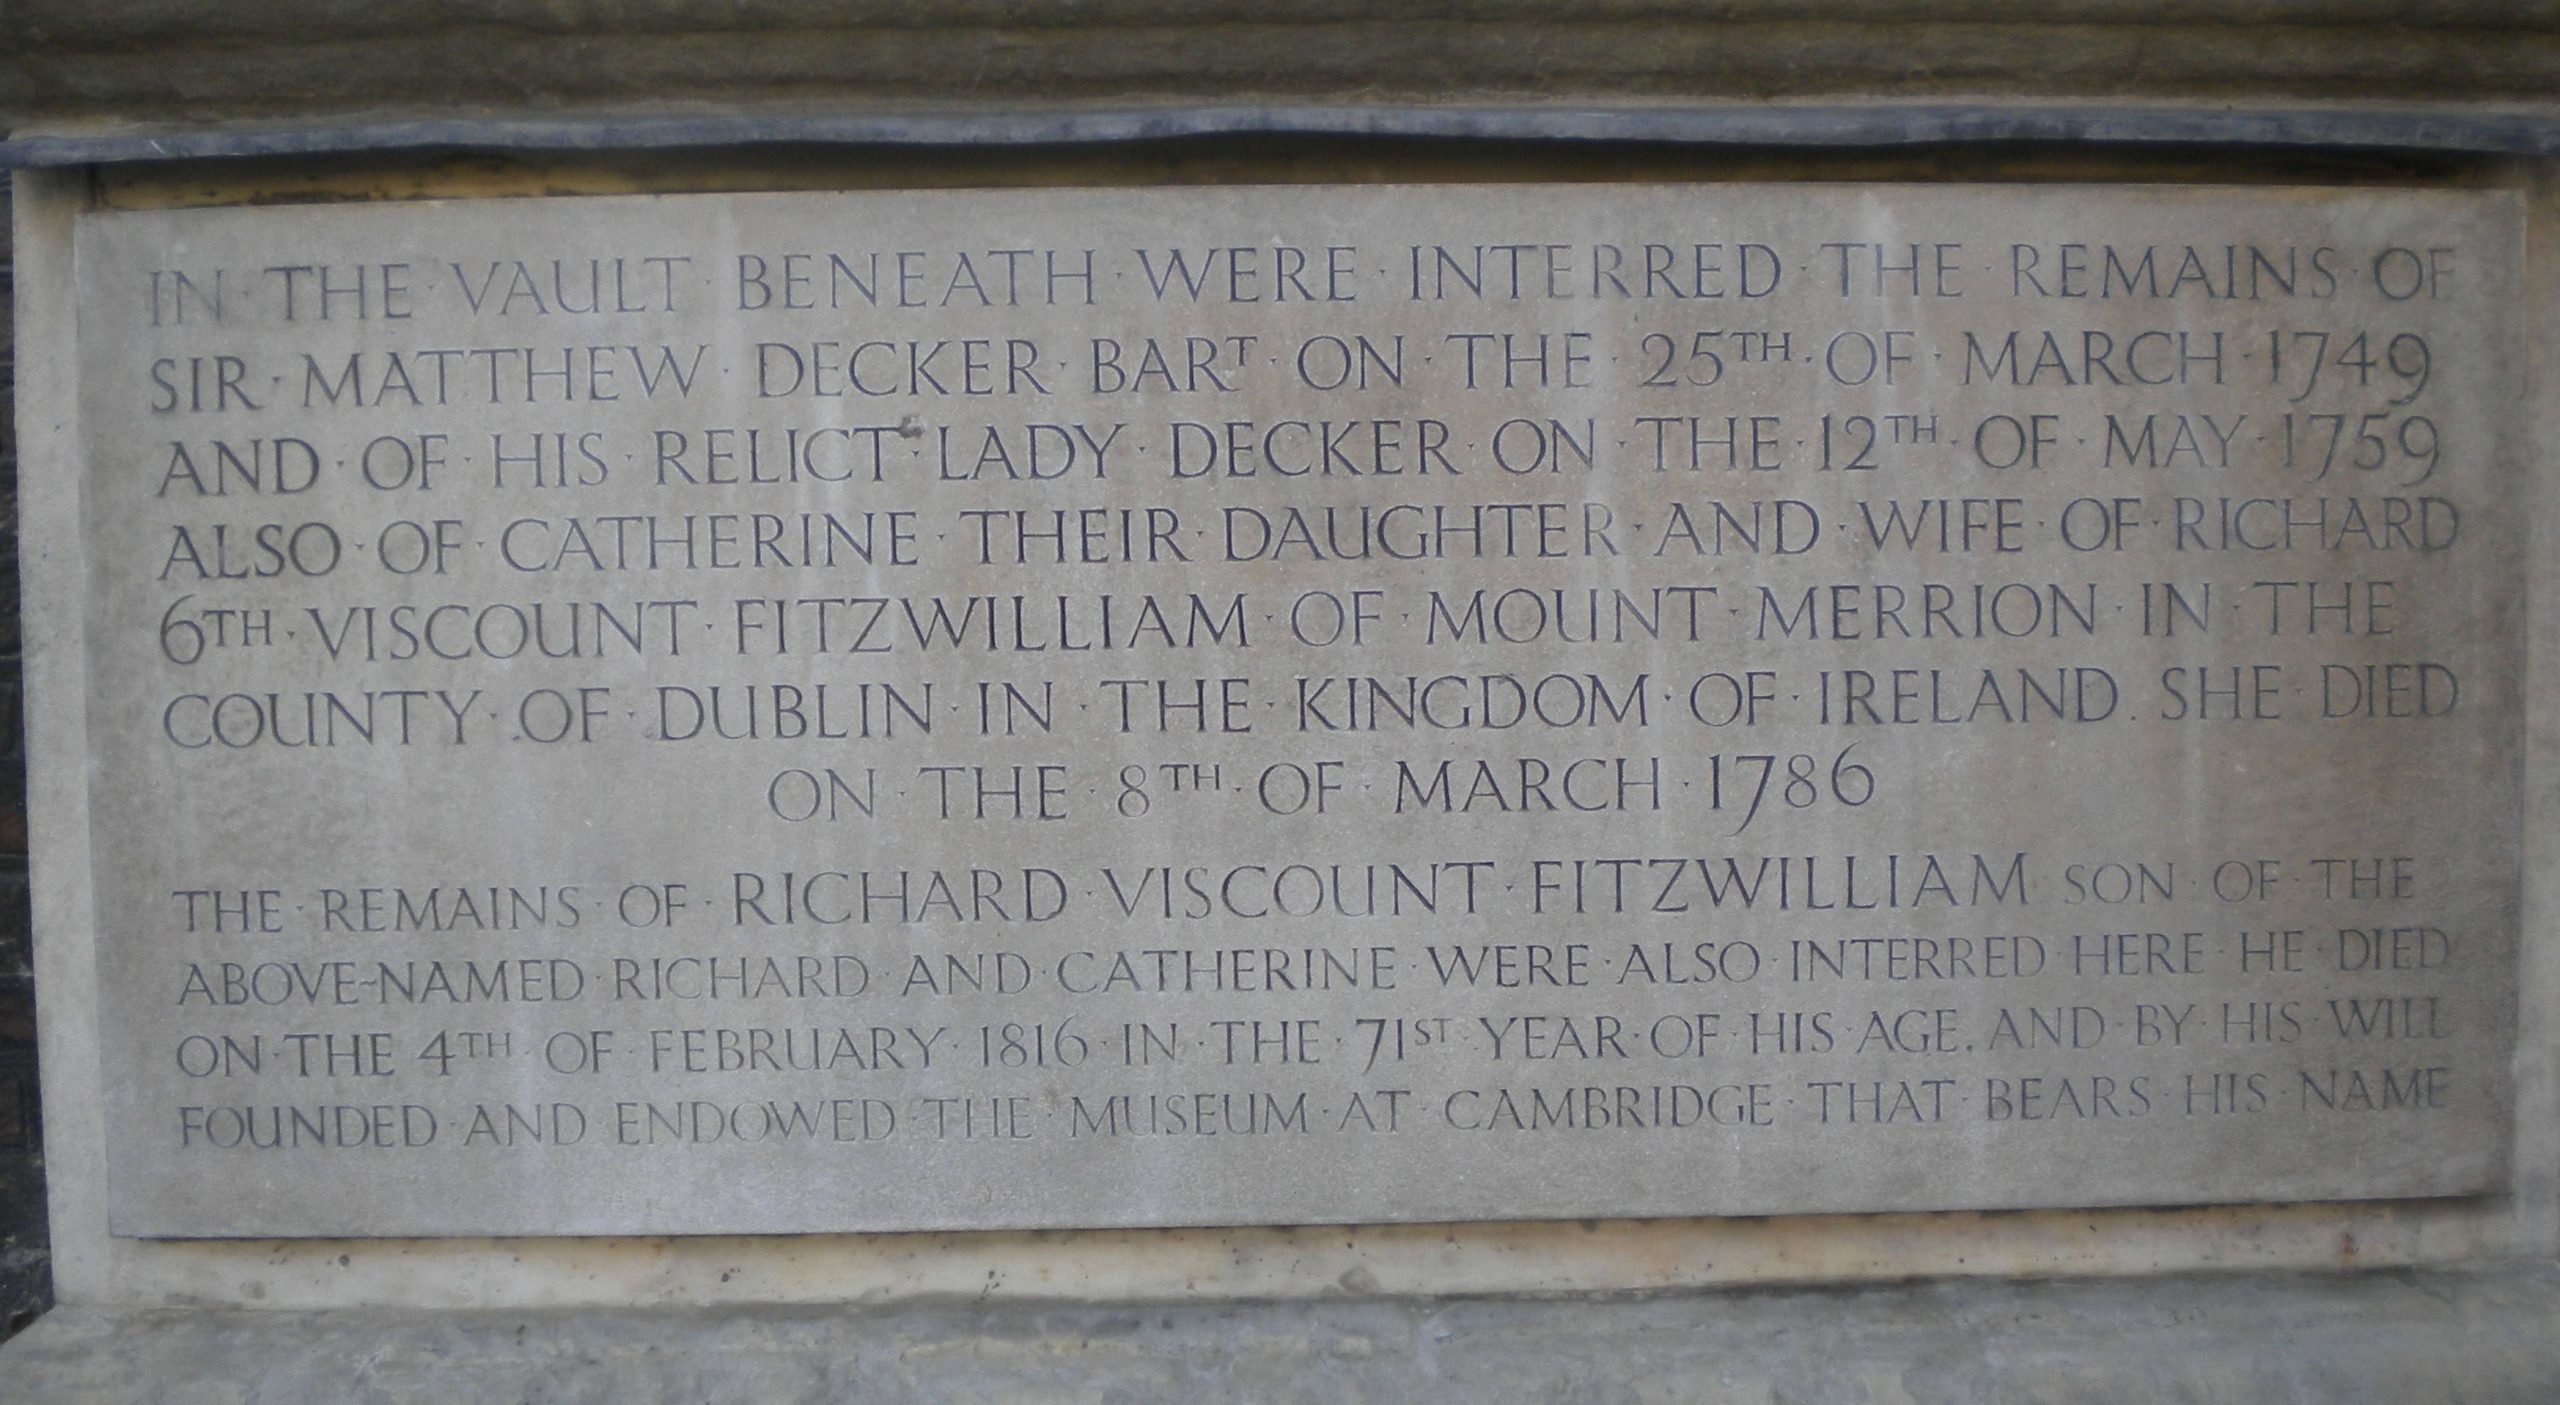 IN · THE · VAULT · BENEATH · WERE · INTERRED · THE · REMAINS · OF
SIR · MATTHEW · DECKER · BART · ON · THE · 25TH · OF · MARCH · 1749
AND · OF · HIS · RELICT · LADY · DECKER · ON · THE · 12TH · OF · MAY · 1759
ALSO · OF · CATHERINE · THEIR · DAUGHTER · AND · WIFE · OF · RICHARD
6TH · VISCOUNT · FITZWILLIAM · OF · MOUNT · MERRION · IN · THE
COUNTY · OF · DUBLIN · IN · THE · KINGDOM · OF · IRELAND. SHE · DIED
ON · THE · 8TH · OF · MARCH · 1786
THE · REMAINS · OF · RICHARD · VISCOUNT · FITZWILLIAM SON · OF · THE
ABOVE-NAMED · RICHARD · AND · CATHERINE · WERE · ALSO · INTERRED · HERE · HE · DIED
ON · THE 4TH · OF · FEBRUARY · 1816 · IN · THE · 71ST · YEAR · OF · HIS · AGE, AND · BY · HIS · WILL
FOUNDED · AND · ENDOWED · THE · MUSEUM · AT · CAMBRIDGE · THAT · BEARS · HIS · NAME